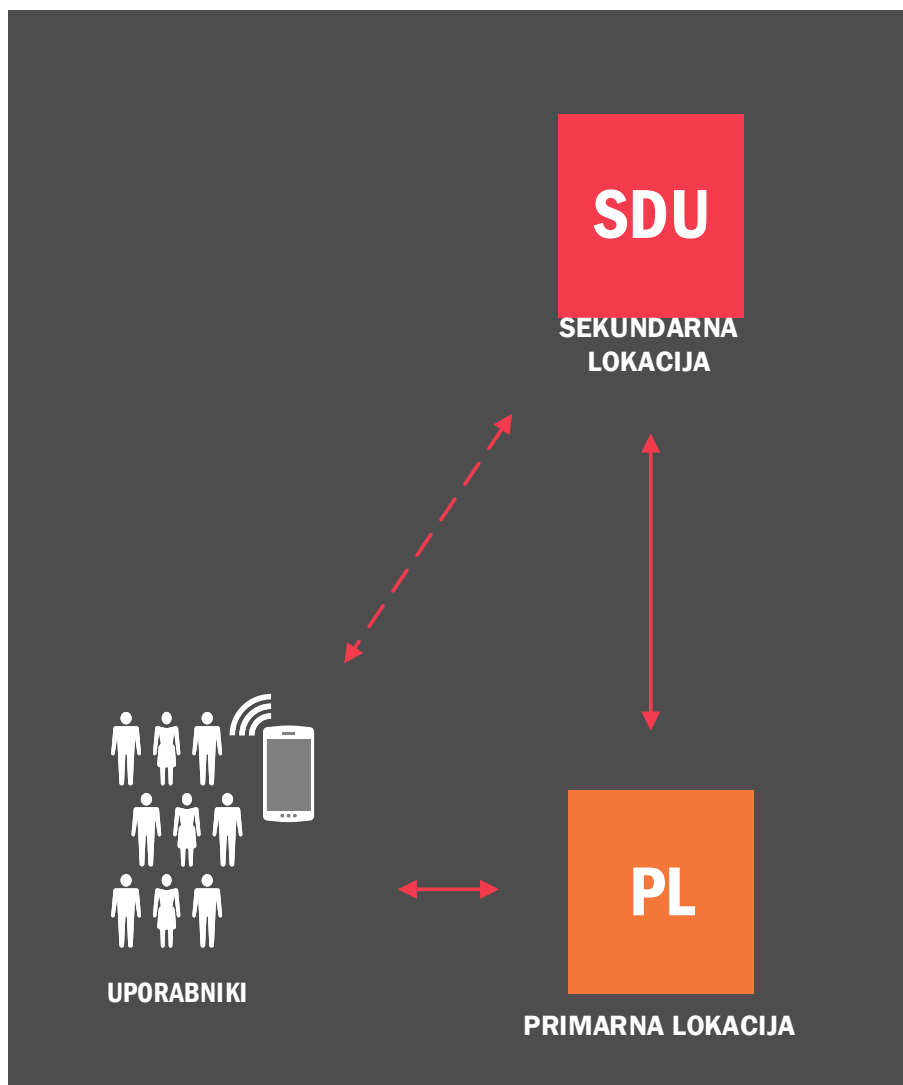 SDU
SEKUNDARNA
LOKACIJA
PL
UPORABNIKI
PRIMARNA LOKACIJA